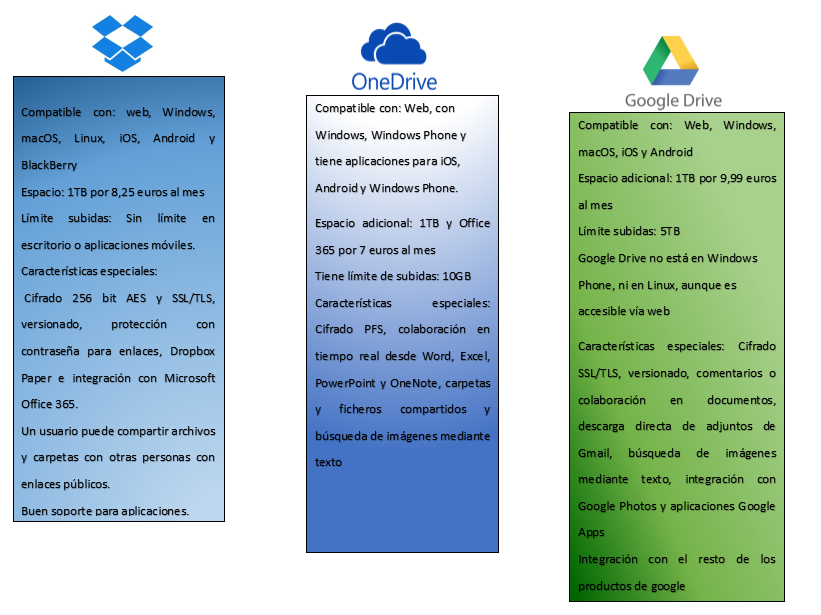 Compatible con: web, Windows,
macOS, Linux, iOS, Android y
BlackBerry
Espacio: 1TB por 8,25 euros al mes
Límite subidas: Sin límite en
escritorio o aplicaciones móviles.
Características especiales:
Cifrado 256 bit AES y SSL/TLS,
versionado, protección con
contraseña para enlaces, Dropbox
Paper e integración con Microsoft
Office 365.
Un usuario puede compartir archivos
y carpetas con otras personas con
enlaces públicos.
Buen soporte para aplicaciones.
OneDrive
Compatible con: Web, con
Windows, Windows Phone y
tiene aplicaciones para iOS,
Android y Windows Phone.
Espacio adicional: 1TB y Office
365 por 7 euros al mes
Tiene límite de subidas: 10GB
Características especiales:
Cifrado PFS, colaboración en
tiempo real desde Word, Excel,
PowerPoint y OneNote, carpetas
y ficheros compartidos y
búsqueda de imágenes mediante
texto
Google Drive
Compatible con: Web, Windows,
macOS, iOS y Android
Espacio adicional: 1TB por 9,99 euros
al mes
Límite subidas: 5TB
Google Drive no está en Windows
Phone, ni en Linux, aunque es
accesible vía web
Características especiales: Cifrado
SSL/TLS, versionado, comentarios o
colaboración en documentos,
descarga directa de adjuntos de
Gmail, búsqueda de imágenes
mediante texto, integración con
Google Photos y aplicaciones Google
Apps
Integración con el resto de los
productos de google